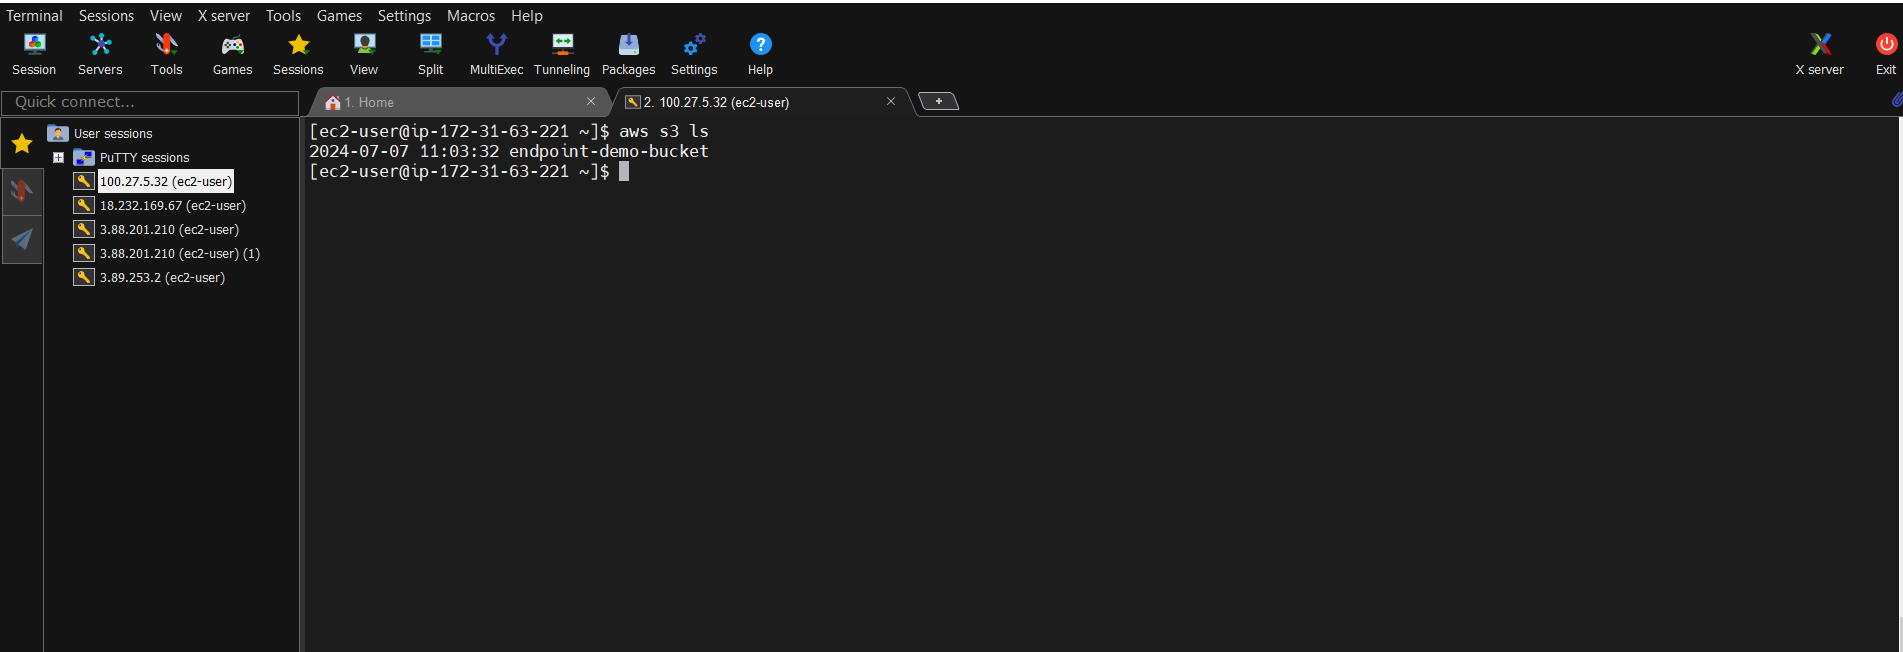 Terminal Sessions View X server Tools Games Settings Macros Help
Session Servers Tools Games Sessions View Split MultiExec Tunneling Packages Settings Help X server Exit
Quick connect...
1. Home
2. 100.27.5.32 (ec2-user)
User sessions
PuTTY sessions
100.27.5.32 (ec2-user)
18.232.169.67 (ec2-user)
3.88.201.210 (ec2-user)
3.88.201.210 (ec2-user) (1)
3.89.253.2 (ec2-user)
[ec2-user@ip-172-31-63-221 ~]$ aws s3 ls
2024-07-07 11:03:32 endpoint-demo-bucket
[ec2-user@ip-172-31-63-221 ~]$